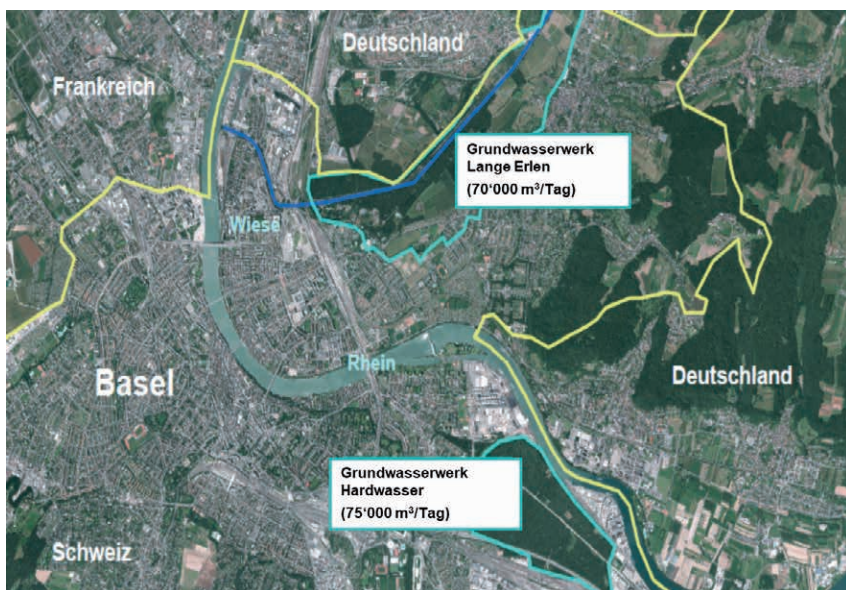 Deutschland
Frankreich
Grundwasserwerk
Lange Erlen
(70‘000 m³/Tag)
Wiese
Rhein
Basel
Deutschland
Grundwasserwerk
Hardwasser
(75‘000 m³/Tag)
Schweiz